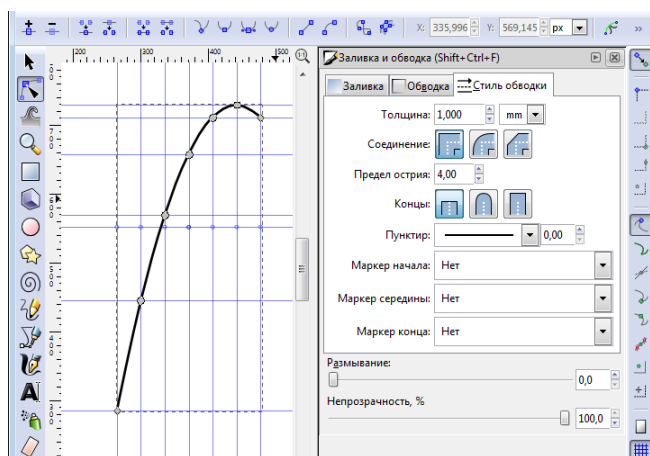 X: 335,996 Y: 569,145 px »
200 300 400 500
Заливка и обводка (Shift+Ctrl+F)
Заливка Обводка Стиль обводки
Толщина: 1,000 mm
Соединение:
Предел острия: 4,00
Концы:
Пунктир: 0,00
Маркер начала: Нет
Маркер середины: Нет
Маркер конца: Нет
Размывание:
0,0
Непрозрачность, %
100,0